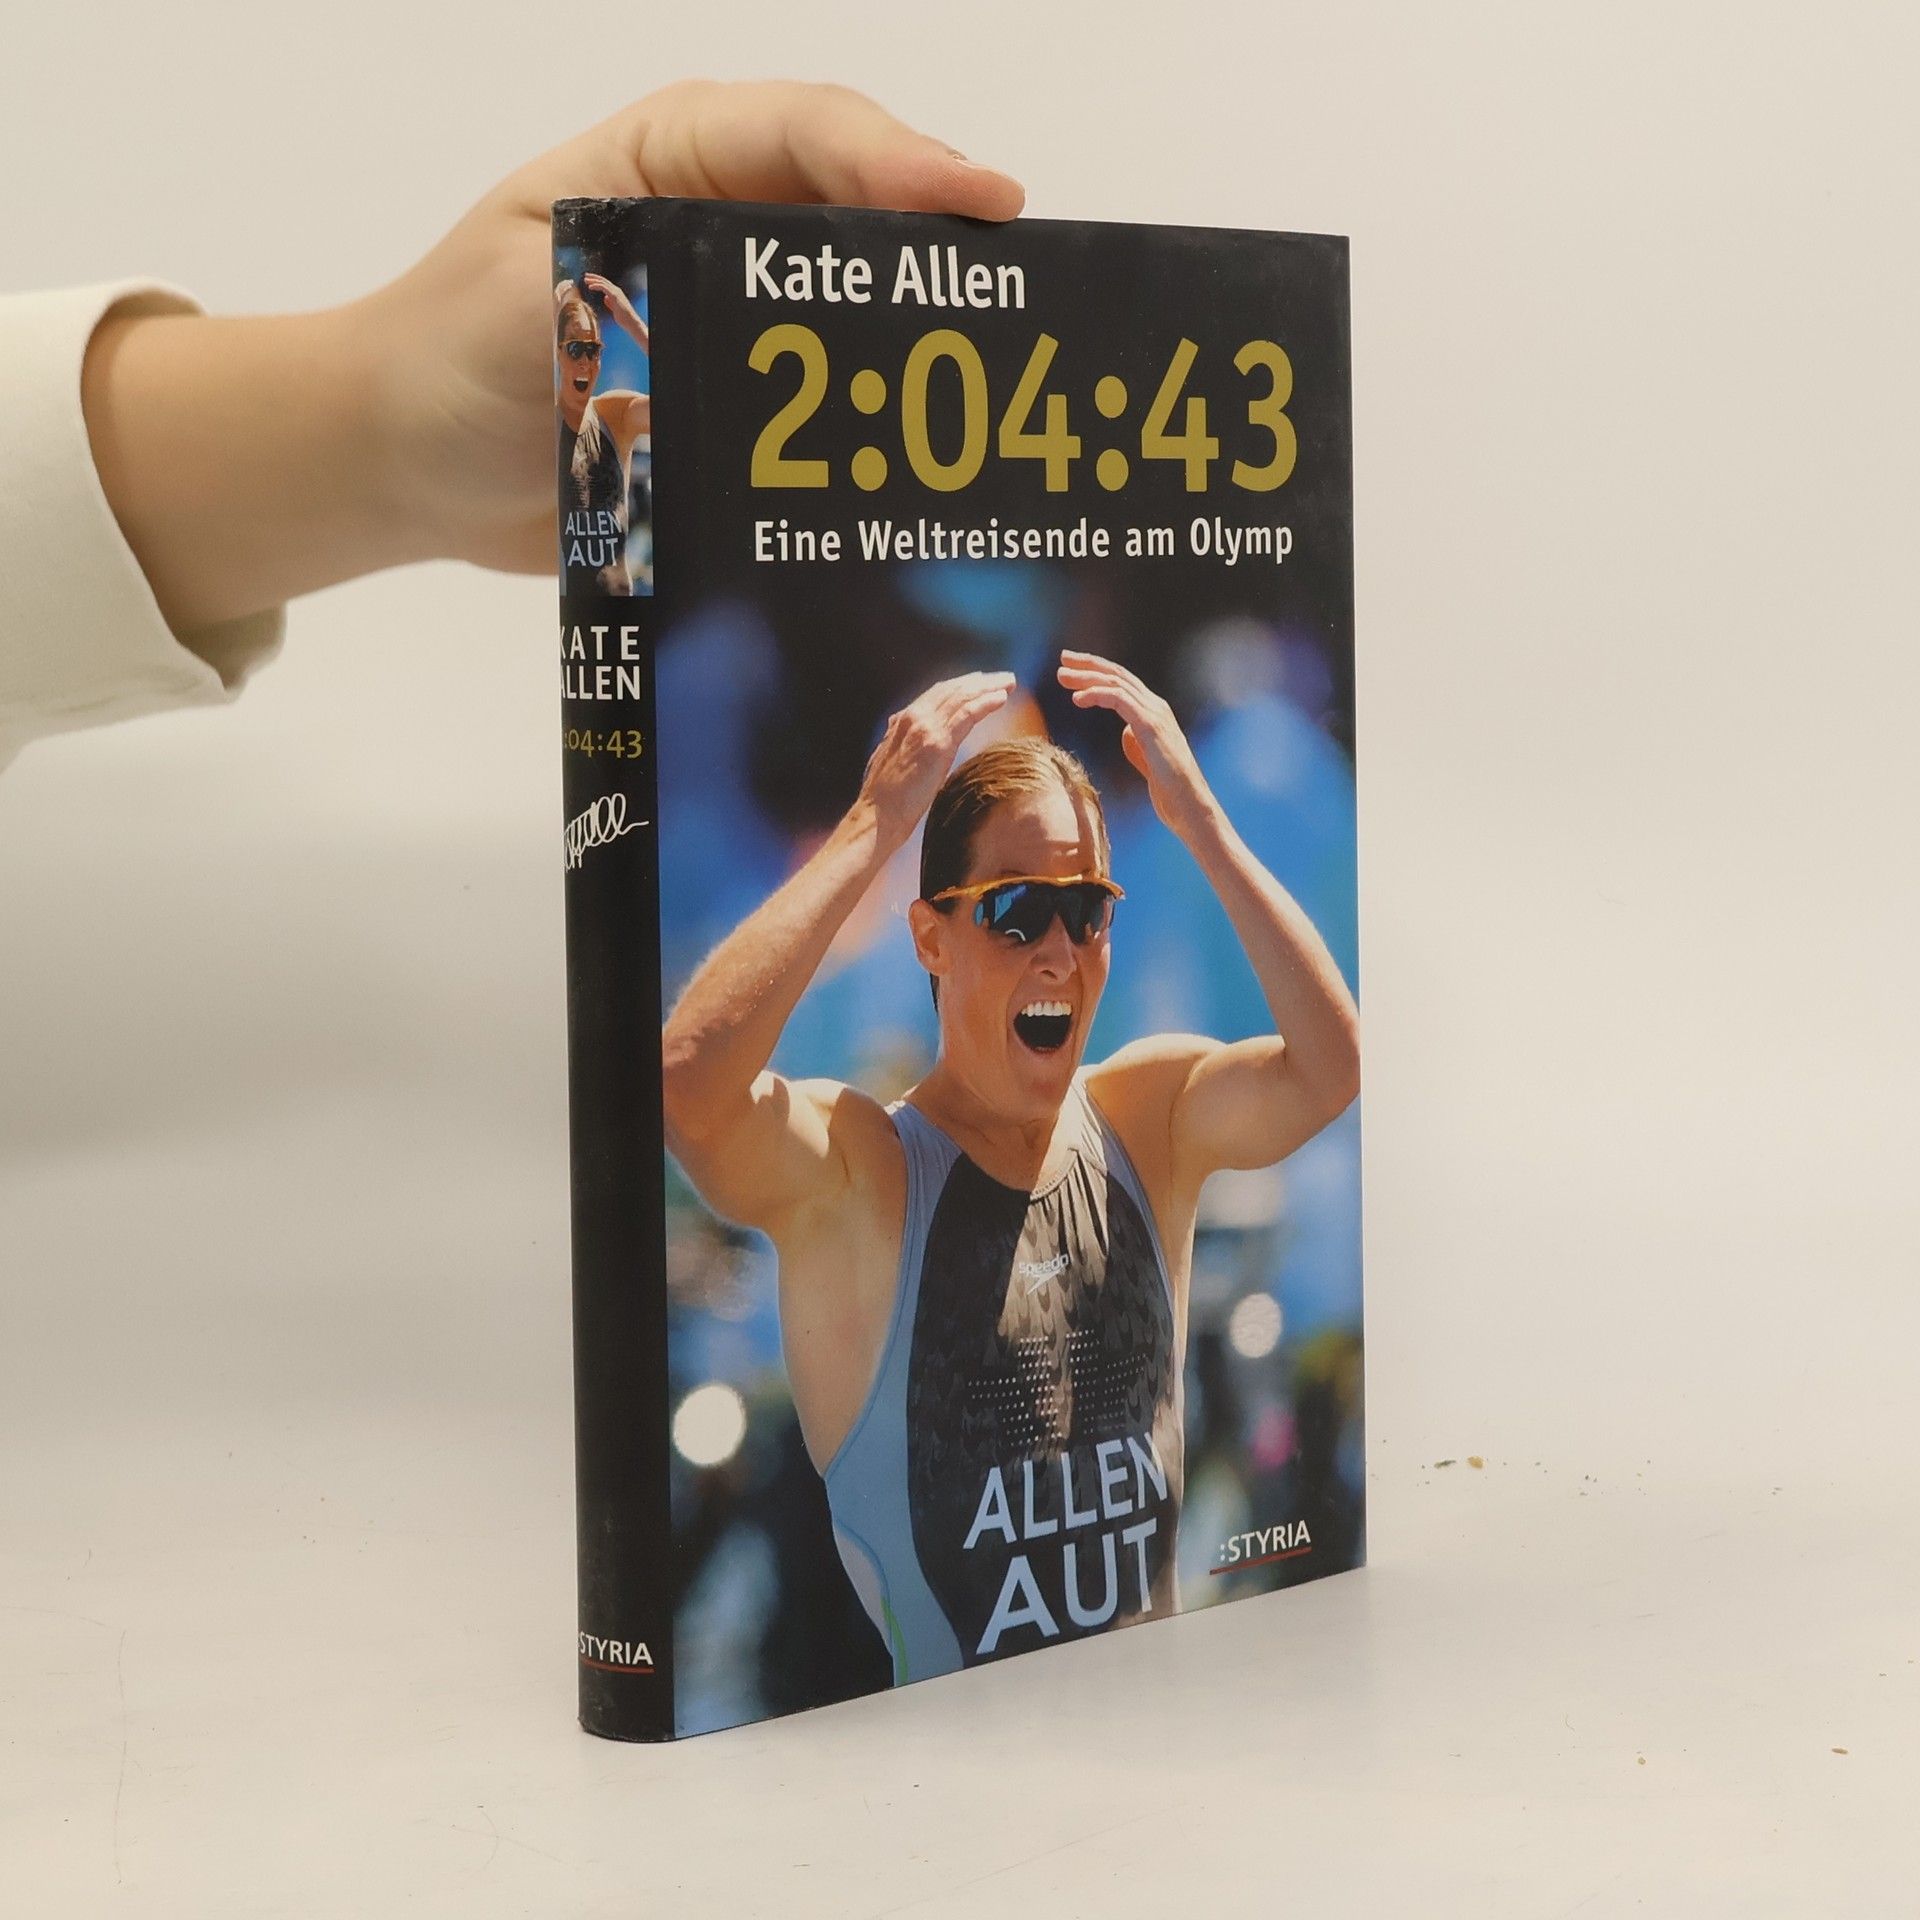 Kate Allen
2:04:43
Eine Weltreisende am Olymp
speedo
ALLEN
AUT
:STYRIA
ALLEN
AUT
KATE
ALLEN
:04:43
:STYRIA